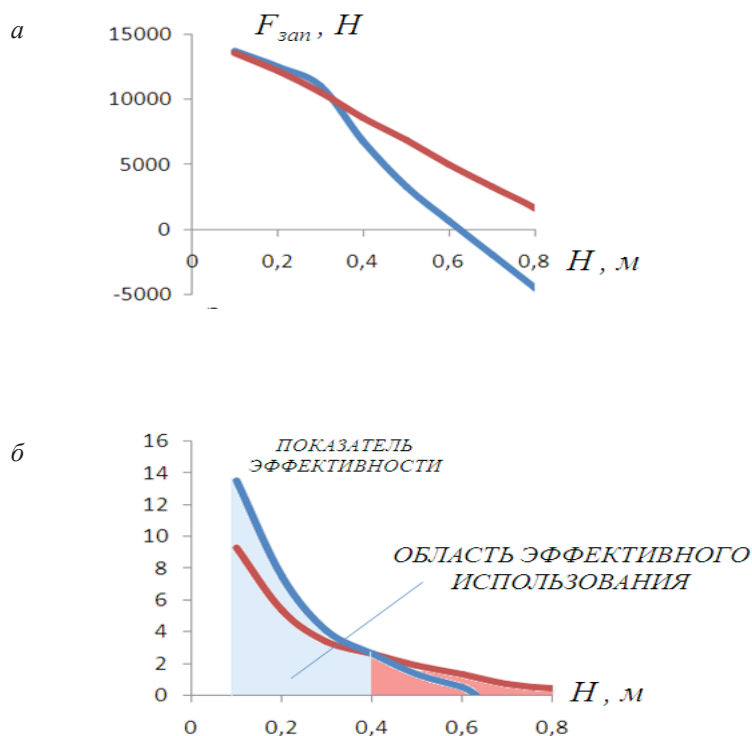 а
F зап , Н
15000
10000
5000
0
-5000
0
0,2
0,4
0,6
0,8
Н , м
б
ПОКАЗАТЕЛЬ
ЭФФЕКТИВНОСТИ
16
14
12
10
8
6
4
2
0
ОБЛАСТЬ ЭФФЕКТИВНОГО
ИСПОЛЬЗОВАНИЯ
0
0,2
0,4
0,6
0,8
Н , м